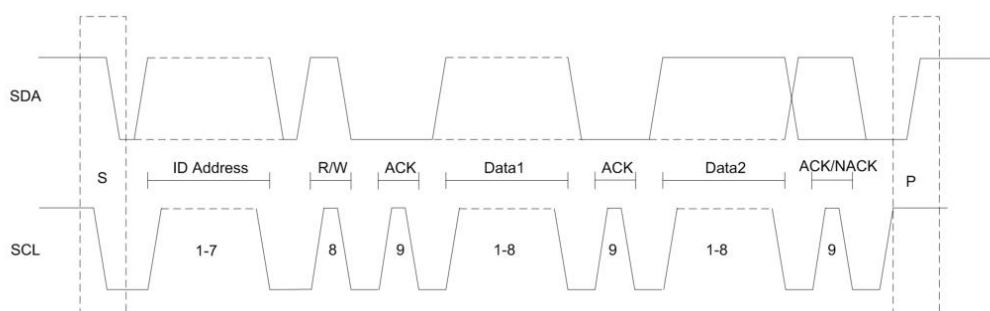 SDA
S
ID Address
R/W
ACK
Data1
ACK
Data2
ACK/NACK
P
SCL
1-7
8
9
1-8
9
1-8
9